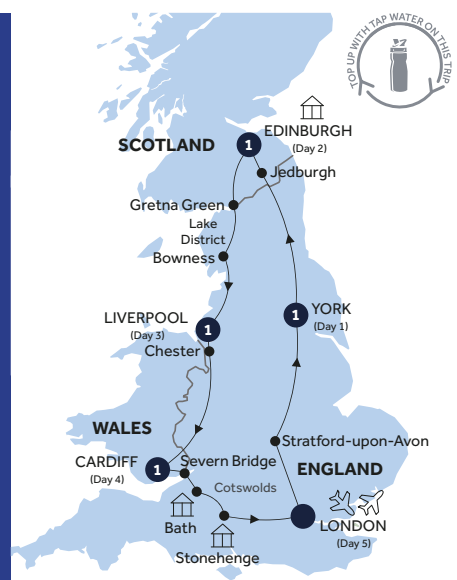 TOP UP WITH TAP WATER ON THIS TRIP
EDINBURGH
(Day 2)
SCOTLAND
1
Jedburgh
Gretna Green
Lake
District
Bowness
LIVERPOOL
(Day 3)
1
YORK
(Day 1)
1
Chester
WALES
Stratford-upon-Avon
CARDIFF
(Day 4)
1
Severn Bridge
ENGLAND
Cotswolds
Bath
LONDON
(Day 5)
Stonehenge